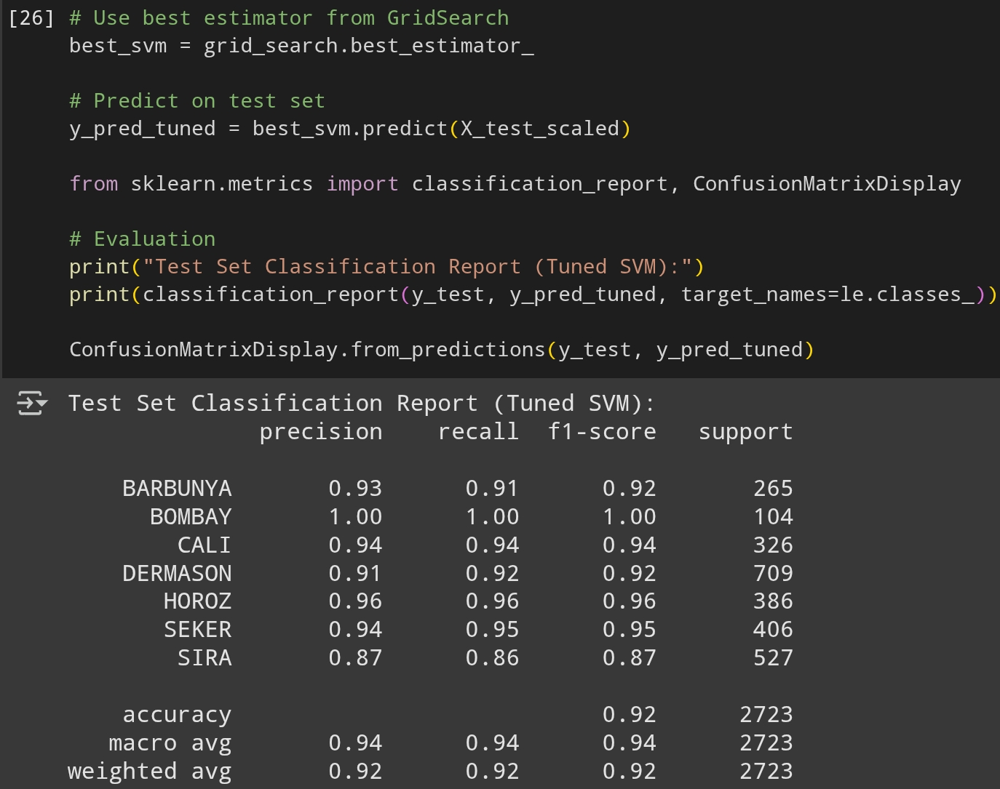 [26] # Use best estimator from GridSearch
best_svm = grid_search.best_estimator_
# Predict on test set
y_pred_tuned = best_svm.predict(X_test_scaled)
from sklearn.metrics import classification_report, ConfusionMatrixDisplay
# Evaluation
print("Test Set Classification Report (Tuned SVM):")
print(classification_report(y_test, y_pred_tuned, target_names=le.classes_))
ConfusionMatrixDisplay.from_predictions(y_test, y_pred_tuned)
Test Set Classification Report (Tuned SVM):
precision recall f1-score support
BARBUNYA 0.93 0.91 0.92 265
BOMBAY 1.00 1.00 1.00 104
CALI 0.94 0.94 0.94 326
DERMASON 0.91 0.92 0.92 709
HOROZ 0.96 0.96 0.96 386
SEKER 0.94 0.95 0.95 406
SIRA 0.87 0.86 0.87 527
accuracy 0.92 2723
macro avg 0.94 0.94 0.94 2723
weighted avg 0.92 0.92 0.92 2723